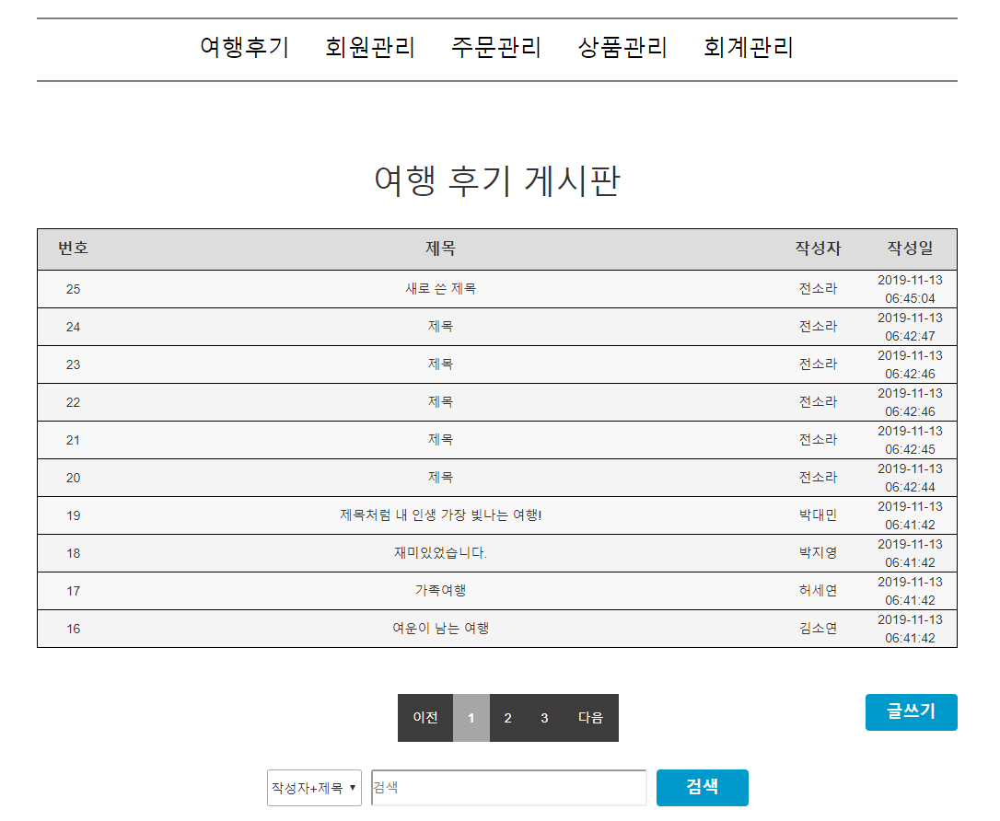 여행후기 회원관리 주문관리 상품관리 회계관리
여행 후기 게시판
번호 제목 작성자 작성일
25 새로 쓴 제목 전소라 2019-11-13
06:45:04
24 제목 전소라 2019-11-13
06:42:47
23 제목 전소라 2019-11-13
06:42:46
22 제목 전소라 2019-11-13
06:42:46
21 제목 전소라 2019-11-13
06:42:45
20 제목 전소라 2019-11-13
06:42:44
19 제목처럼 내 인생 가장 빛나는 여행! 박대민 2019-11-13
06:41:42
18 재미있었습니다. 박지영 2019-11-13
06:41:42
17 가족여행 허세연 2019-11-13
06:41:42
16 여운이 남는 여행 김소연 2019-11-13
06:41:42
이전 1 2 3 다음 글쓰기
작성자+제목 검색 검색